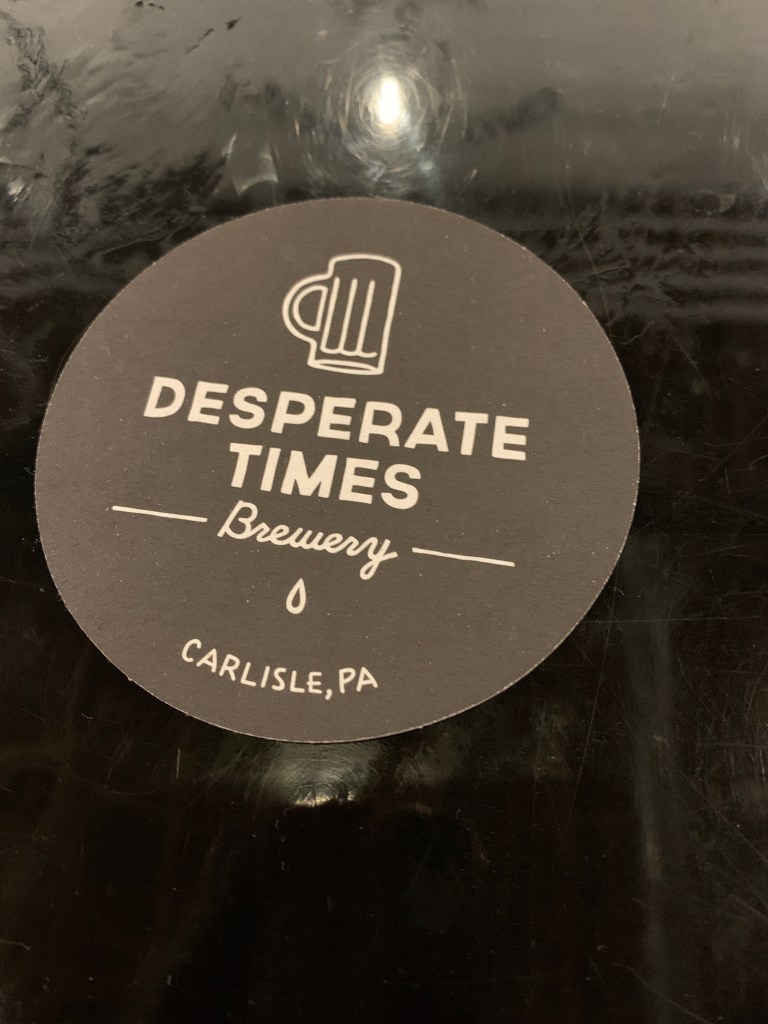 DESPERATE
TIMES
Brewery
CARLISLE, PA